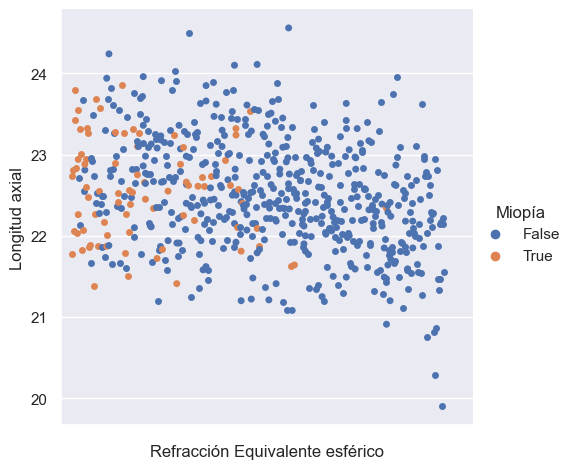 24
23
22
21
20
Longitud axial
Refracción Equivalente esférico
Miopía
False
True